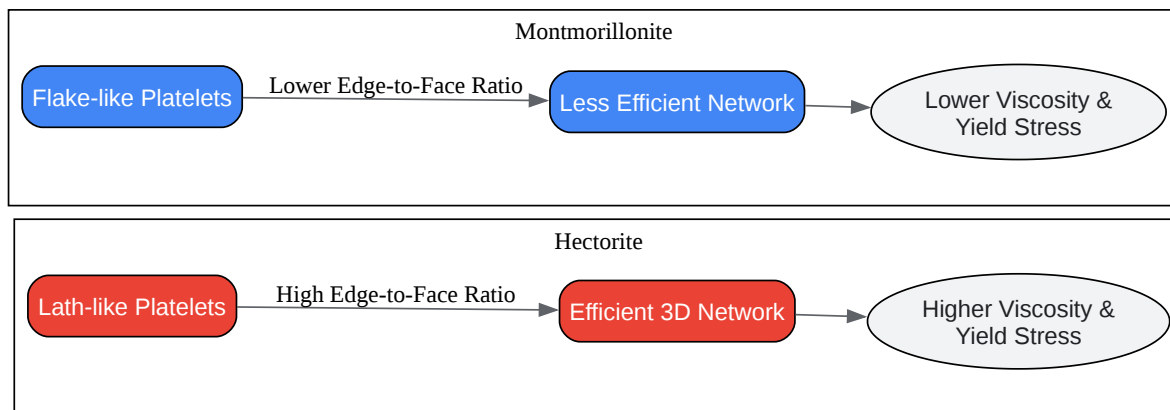 Montmorillonite
Flake-like Platelets
Lower Edge-to-Face Ratio
Less Efficient Network
Lower Viscosity &
Yield Stress
Hectorite
Lath-like Platelets
High Edge-to-Face Ratio
Efficient 3D Network
Higher Viscosity &
Yield Stress